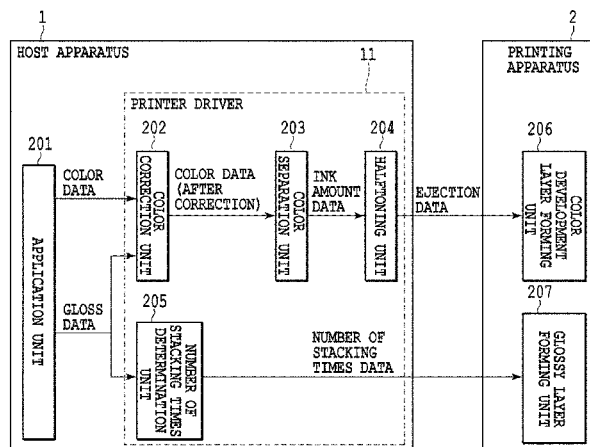 1
HOST APPARATUS
2
PRINTING
APPARATUS
11
PRINTER DRIVER
201
APPLICATION UNIT
COLOR
DATA
202
COLOR
CORRECTION UNIT
COLOR DATA
(AFTER
CORRECTION)
203
COLOR
SEPARATION UNIT
INK
AMOUNT
DATA
204
HALFTONING UNIT
EJECTION
DATA
206
COLOR
DEVELOPMENT
LAYER FORMING
UNIT
GLOSS
DATA
205
NUMBER OF
STACKING TIMES
DETERMINATION
UNIT
NUMBER OF
STACKING
TIMES DATA
207
GLOSSY LAYER
FORMING UNIT